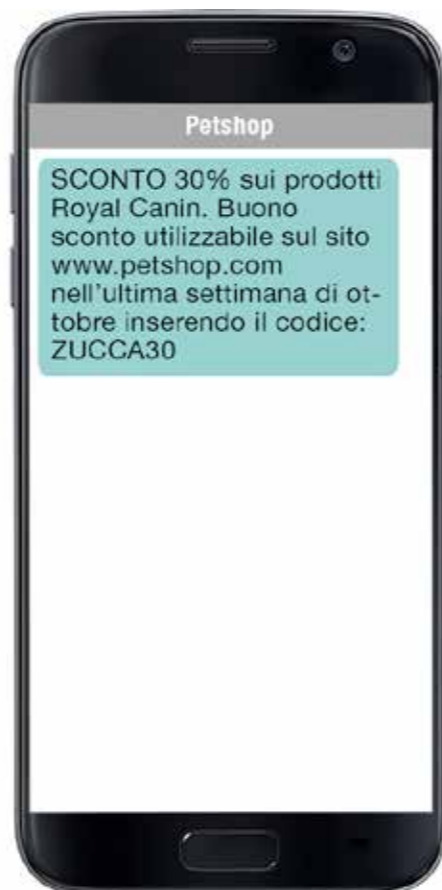 Petshop
SCONTO 30% sui prodotti
Royal Canin. Buono
sconto utilizzabile sul sito
www.petshop.com
nell'ultima settimana di ot-
tobre inserendo il codice:
ZUCCA30